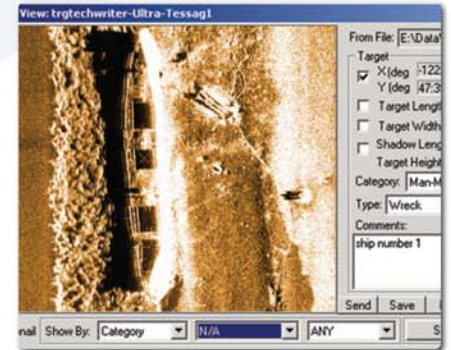 View: trgtechwriter-Ultra-Tessag1
From File: E:\Data\
Target
X (deg -122
Y (deg 47:3
Target Lengt
Target Width
Shadow Leng
Target Height
Category: Man-M
Type: Wreck
Comments:
ship number 1
Send Save
nail Show By: Category N/A ANY S